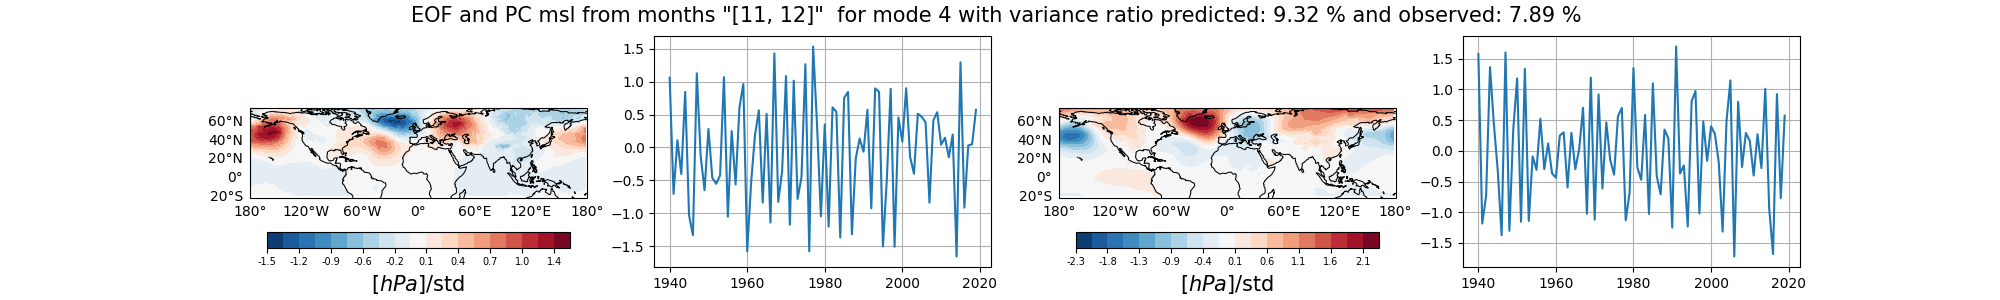 EOF and PC msl from months "[11, 12]"  for mode 4 with variance ratio predicted: 9.32 % and observed: 7.89 %
60°N
40°N
20°N
0°
20°S
180° 120°W 60°W 0° 60°E 120°E 180°
-1.5 -1.2 -0.9 -0.6 -0.2 0.1 0.4 0.7 1.0 1.4
[hPa]/std
1.5
1.0
0.5
0.0
−0.5
−1.0
−1.5
1940 1960 1980 2000 2020
60°N
40°N
20°N
0°
20°S
180° 120°W 60°W 0° 60°E 120°E 180°
-2.3 -1.8 -1.3 -0.9 -0.4 0.1 0.6 1.1 1.6 2.1
[hPa]/std
1.5
1.0
0.5
0.0
−0.5
−1.0
−1.5
1940 1960 1980 2000 2020